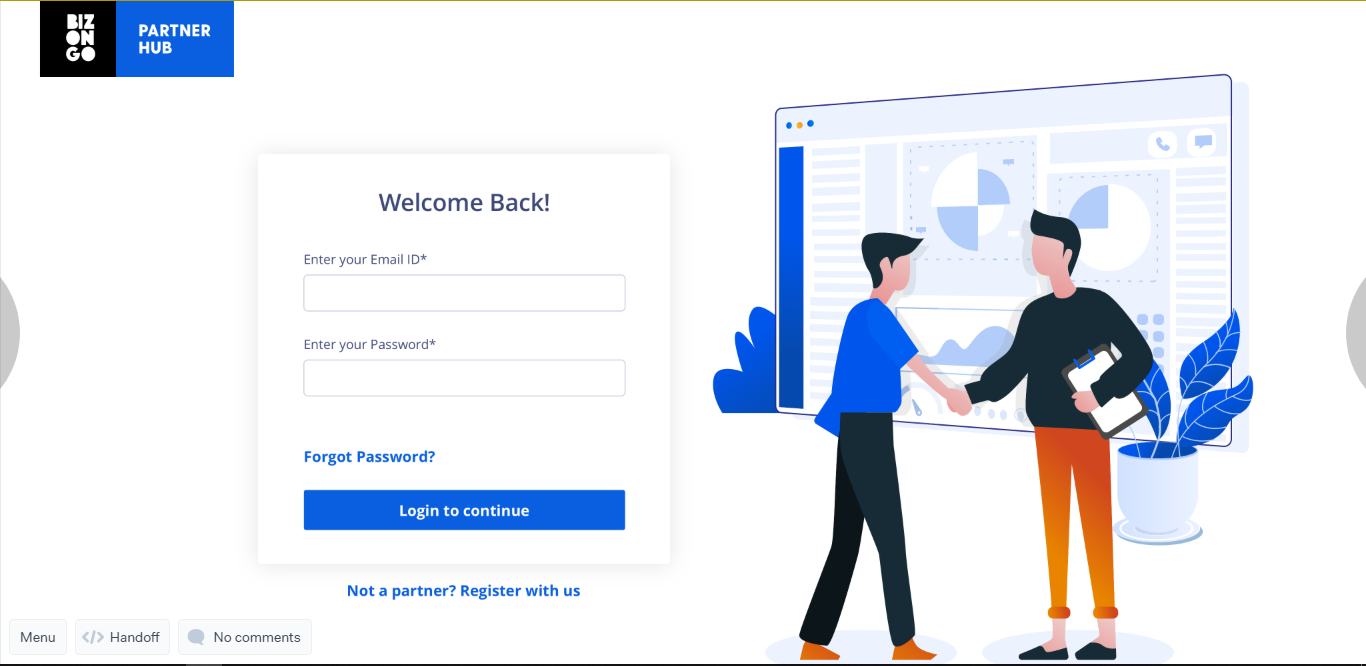 BIZ
ON
GO
PARTNER
HUB
Welcome Back!
Enter your Email ID*
Enter your Password*
Forgot Password?
Login to continue
Not a partner? Register with us
Menu
</> Handoff
No comments